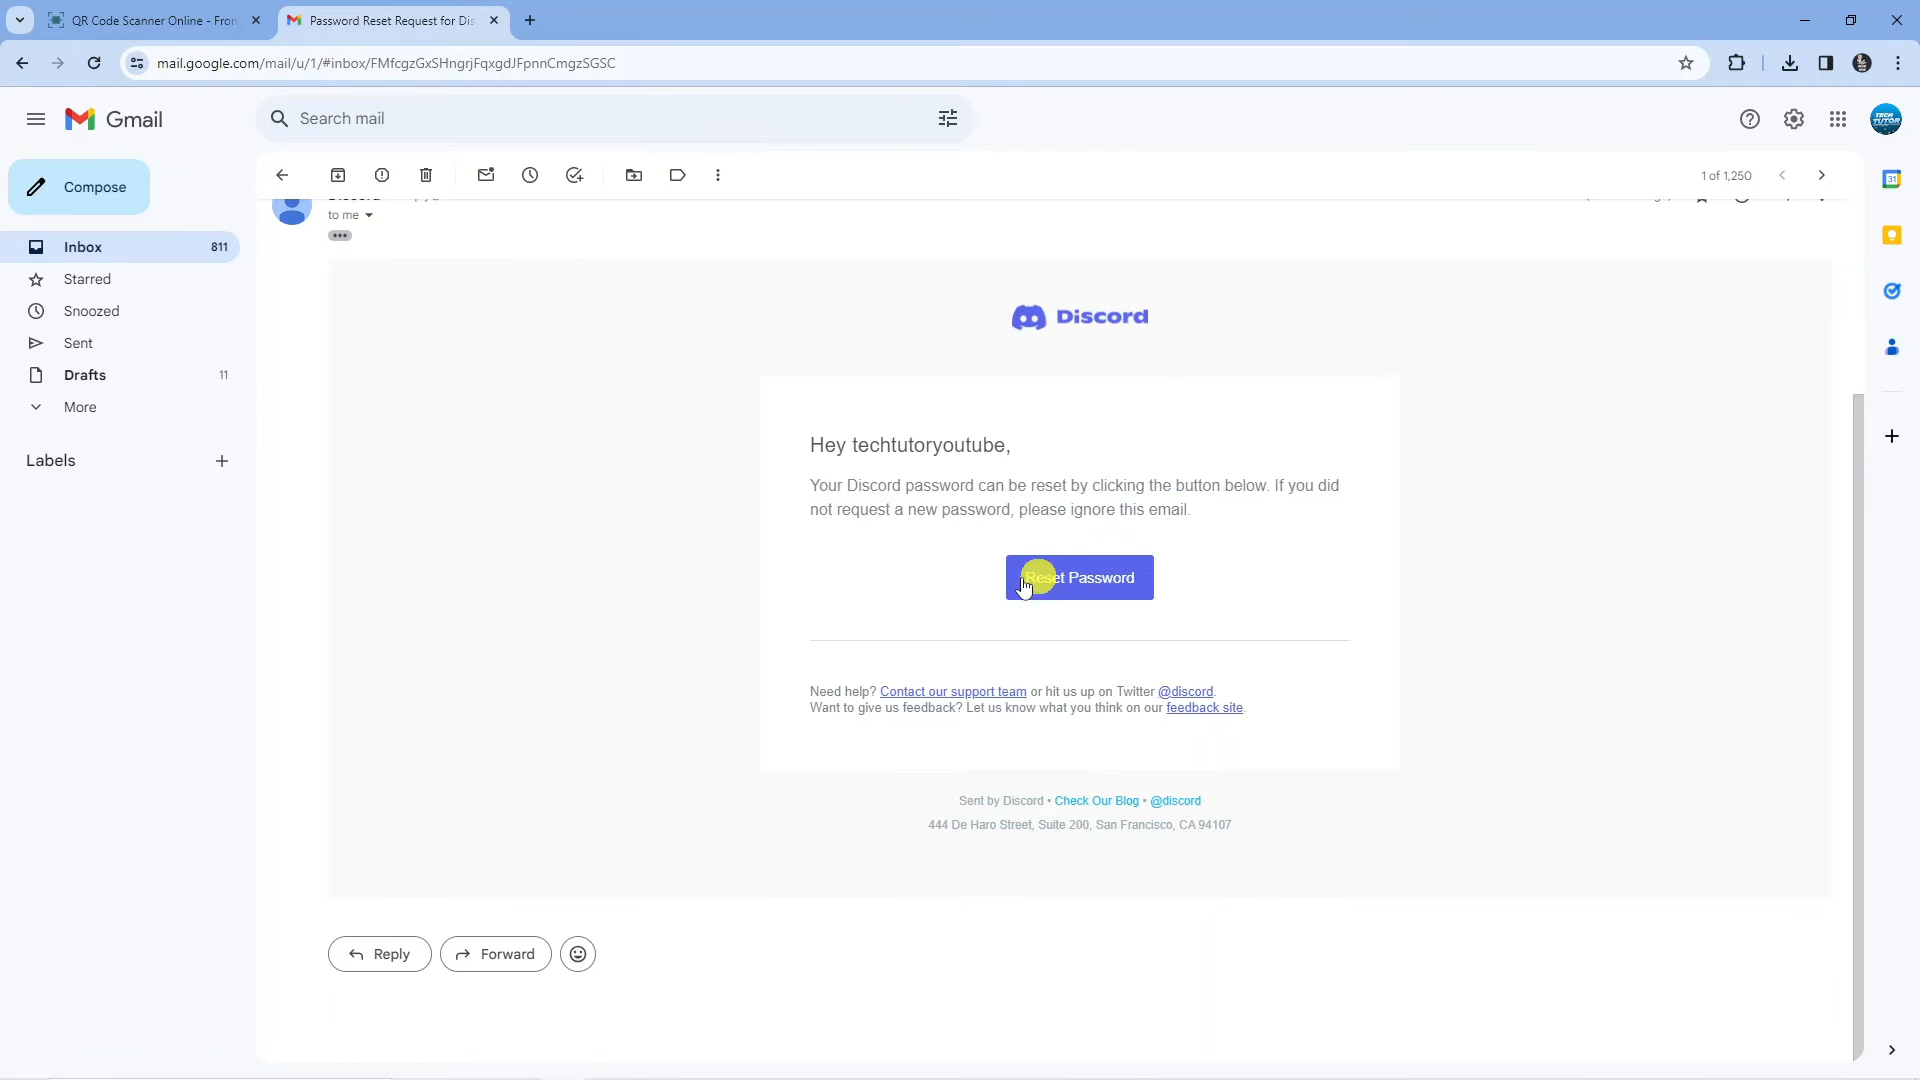 QR Code Scanner Online - From
Password Reset Request for Dis
mail.google.com/mail/u/1/#inbox/FMfcgzGxSHngrjFqxgdJFpnnCmgzSGSC
Gmail
Search mail
TECH TUTOR
Compose
1 of 1,250
31
to me
Inbox 811
Starred
Snoozed
Sent
Drafts 11
More
Labels
Discord
Hey techtutoryoutube,
Your Discord password can be reset by clicking the button below. If you did
not request a new password, please ignore this email.
Reset Password
Need help? Contact our support team or hit us up on Twitter @discord.
Want to give us feedback? Let us know what you think on our feedback site.
Sent by Discord • Check Our Blog • @discord
444 De Haro Street, Suite 200, San Francisco, CA 94107
Reply
Forward